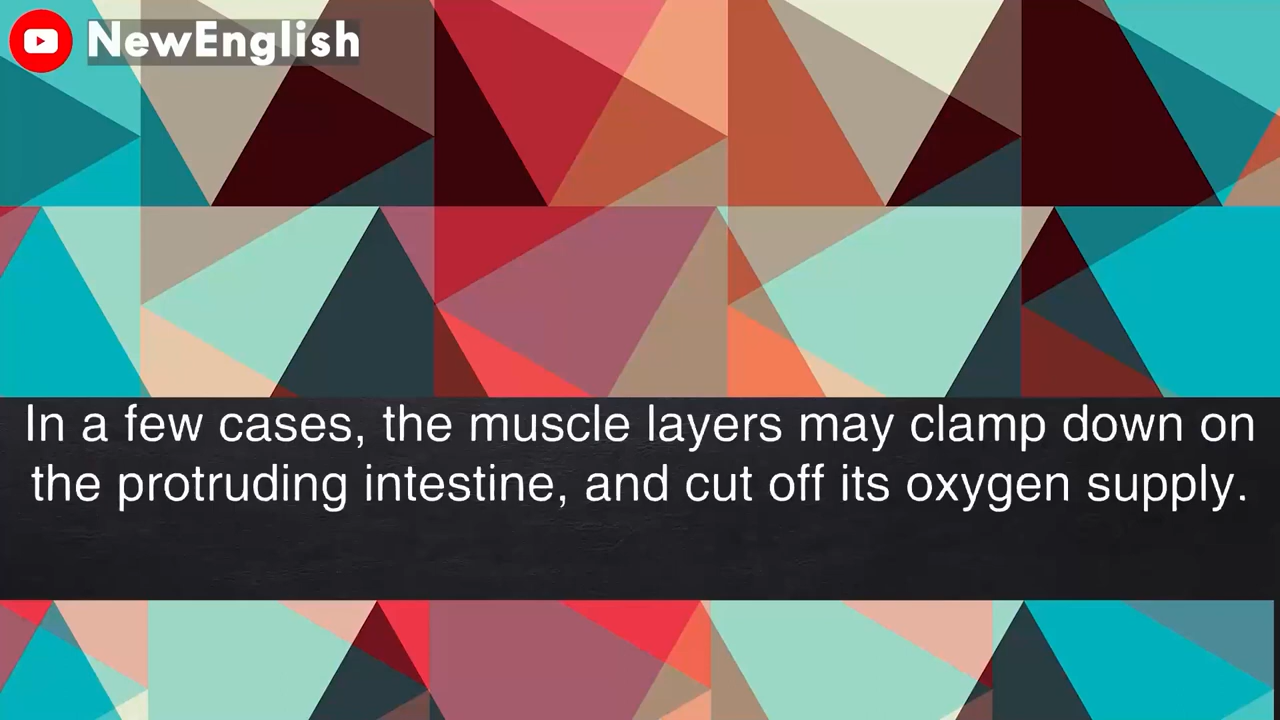 NewEnglish
In a few cases, the muscle layers may clamp down on
the protruding intestine, and cut off its oxygen supply.